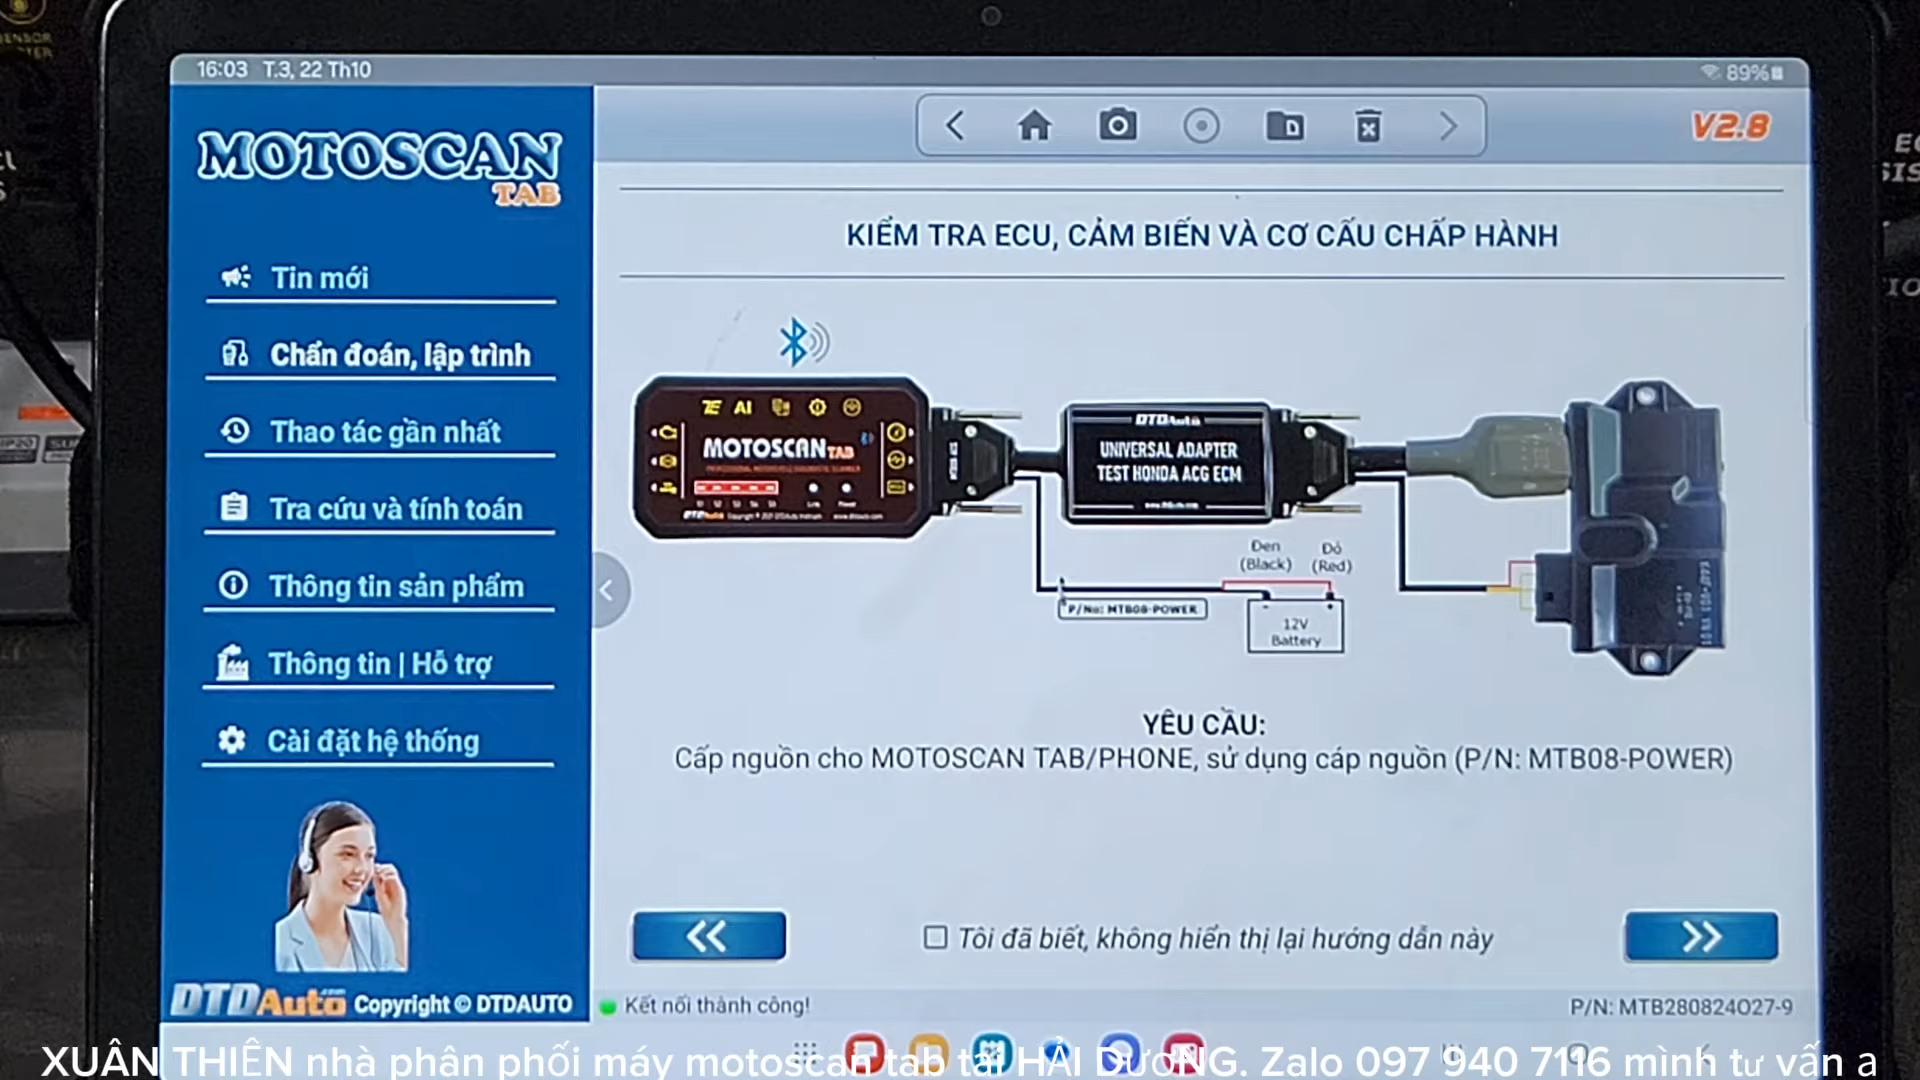 16:03 T.3, 22 Th10
89%
MOTOSCAN
TAB
V2.8
Tin mới
Chẩn đoán, lập trình
Thao tác gần nhất
Tra cứu và tính toán
Thông tin sản phẩm
Thông tin | Hỗ trợ
Cài đặt hệ thống
DTDAuto.com Copyright © DTDAUTO
KIỂM TRA ECU, CẢM BIẾN VÀ CƠ CẤU CHẤP HÀNH
AI
MOTOSCAN TAB
DTDAuto
UNIVERSAL ADAPTER
TEST HONDA ACG ECM
Đen Đỏ
(Black) (Red)
P/No: MTB08-POWER
- +
12V
Battery
YÊU CẦU:
Cấp nguồn cho MOTOSCAN TAB/PHONE, sử dụng cáp nguồn (P/N: MTB08-POWER)
Tôi đã biết, không hiển thị lại hướng dẫn này
Kết nối thành công!
P/N: MTB280824O27-9
XUÂN THIÊN nhà phân phối máy motoscan tab tại HẢI DƯƠNG. Zalo 097 940 7116 mình tư vấn a